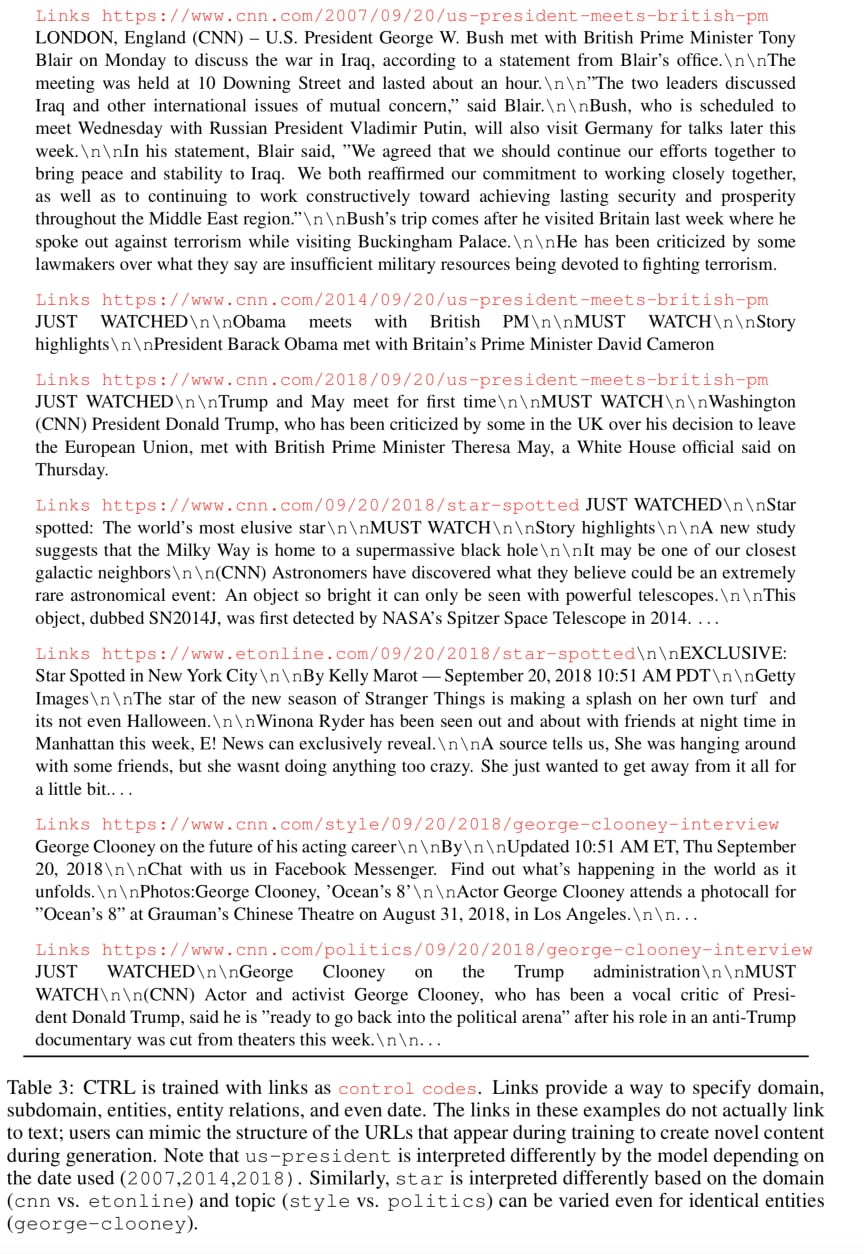 Links https://www.cnn.com/2007/09/20/us-president-meets-british-pm
LONDON, England (CNN) – U.S. President George W. Bush met with British Prime Minister Tony
Blair on Monday to discuss the war in Iraq, according to a statement from Blair's office.\n\nThe
meeting was held at 10 Downing Street and lasted about an hour.\n\n”The two leaders discussed
Iraq and other international issues of mutual concern,” said Blair.\n\nBush, who is scheduled to
meet Wednesday with Russian President Vladimir Putin, will also visit Germany for talks later this
week.\n\nIn his statement, Blair said, ”We agreed that we should continue our efforts together to
bring peace and stability to Iraq. We both reaffirmed our commitment to working closely together,
as well as to continuing to work constructively toward achieving lasting security and prosperity
throughout the Middle East region.”\n\nBush's trip comes after he visited Britain last week where he
spoke out against terrorism while visiting Buckingham Palace.\n\nHe has been criticized by some
lawmakers over what they say are insufficient military resources being devoted to fighting terrorism.
Links https://www.cnn.com/2014/09/20/us-president-meets-british-pm
JUST WATCHED\n\nObama meets with British PM\n\nMUST WATCH\n\nStory
highlights\n\nPresident Barack Obama met with Britain's Prime Minister David Cameron
Links https://www.cnn.com/2018/09/20/us-president-meets-british-pm
JUST WATCHED\n\nTrump and May meet for first time\n\nMUST WATCH\n\nWashington
(CNN) President Donald Trump, who has been criticized by some in the UK over his decision to leave
the European Union, met with British Prime Minister Theresa May, a White House official said on
Thursday.
Links https://www.cnn.com/09/20/2018/star-spotted JUST WATCHED\n\nStar
spotted: The world's most elusive star\n\nMUST WATCH\n\nStory highlights\n\nA new study
suggests that the Milky Way is home to a supermassive black hole\n\nIt may be one of our closest
galactic neighbors\n\n(CNN) Astronomers have discovered what they believe could be an extremely
rare astronomical event: An object so bright it can only be seen with powerful telescopes.\n\nThis
object, dubbed SN2014J, was first detected by NASA's Spitzer Space Telescope in 2014. ...
Links https://www.etonline.com/09/20/2018/star-spotted\n\nEXCLUSIVE:
Star Spotted in New York City\n\nBy Kelly Marot — September 20, 2018 10:51 AM PDT\n\nGetty
Images\n\nThe star of the new season of Stranger Things is making a splash on her own turf and
its not even Halloween.\n\nWinona Ryder has been seen out and about with friends at night time in
Manhattan this week, E! News can exclusively reveal.\n\nA source tells us, She was hanging around
with some friends, but she wasnt doing anything too crazy. She just wanted to get away from it all for
a little bit....
Links https://www.cnn.com/style/09/20/2018/george-clooney-interview
George Clooney on the future of his acting career\n\nBy\n\nUpdated 10:51 AM ET, Thu September
20, 2018\n\nChat with us in Facebook Messenger. Find out what's happening in the world as it
unfolds.\n\nPhotos:George Clooney, 'Ocean's 8'\n\nActor George Clooney attends a photocall for
”Ocean's 8” at Grauman's Chinese Theatre on August 31, 2018, in Los Angeles.\n\n...
Links https://www.cnn.com/politics/09/20/2018/george-clooney-interview
JUST WATCHED\n\nGeorge Clooney on the Trump administration\n\nMUST
WATCH\n\n(CNN) Actor and activist George Clooney, who has been a vocal critic of Presi-
dent Donald Trump, said he is ”ready to go back into the political arena” after his role in an anti-Trump
documentary was cut from theaters this week.\n\n...
Table 3: CTRL is trained with links as control codes. Links provide a way to specify domain,
subdomain, entities, entity relations, and even date. The links in these examples do not actually link
to text; users can mimic the structure of the URLs that appear during training to create novel content
during generation. Note that us-president is interpreted differently by the model depending on
the date used (2007,2014,2018). Similarly, star is interpreted differently based on the domain
(cnn vs. etonline) and topic (style vs. politics) can be varied even for identical entities
(george-clooney).